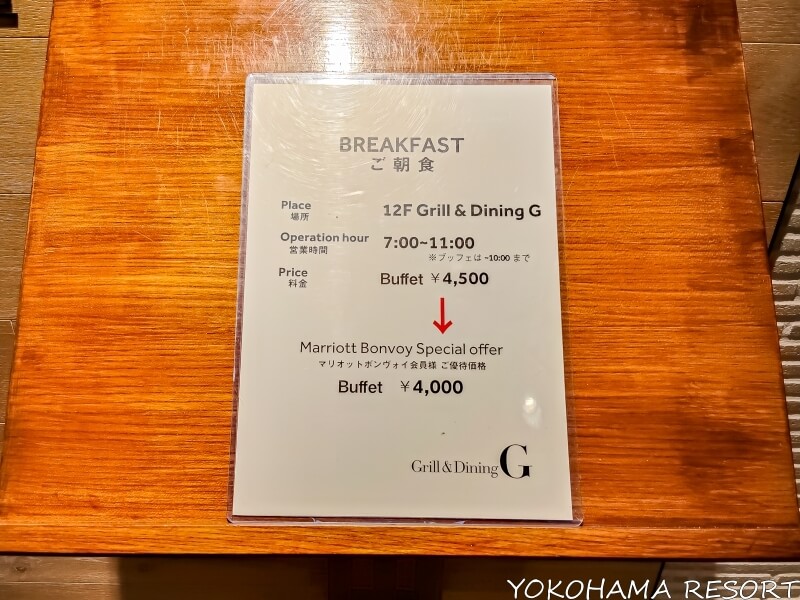 BREAKFAST
ご朝食
Place 12F Grill & Dining G
場所
Operation hour 7:00~11:00
営業時間 ※ブッフェは ~10:00 まで
Price Buffet ￥4,500
料金
Marriott Bonvoy Special offer
マリオットボンヴォイ会員様 ご優待価格
Buffet ￥4,000
Grill & Dining G
YOKOHAMA RESORT